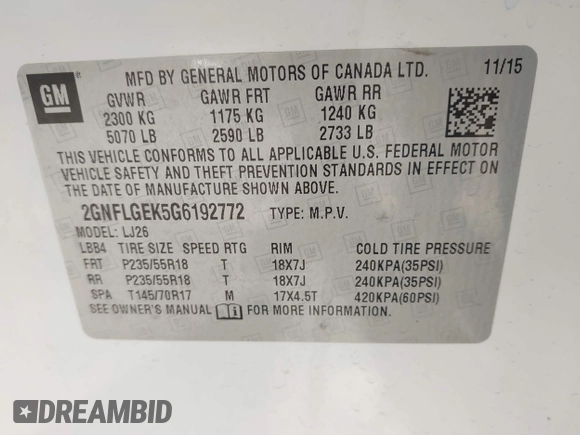 GM
MFD BY GENERAL MOTORS OF CANADA LTD. 11/15
GVWR GAWR FRT GAWR RR
2300 KG 1175 KG 1240 KG
5070 LB 2590 LB 2733 LB
THIS VEHICLE CONFORMS TO ALL APPLICABLE U.S. FEDERAL MOTOR
VEHICLE SAFETY AND THEFT PREVENTION STANDARDS IN EFFECT ON
THE DATE OF MANUFACTURE SHOWN ABOVE.
2GNFLGEK5G6192772 TYPE: M.P.V.
MODEL: LJ26
LBB4 TIRE SIZE SPEED RTG RIM COLD TIRE PRESSURE
FRT P235/55R18 T 18X7J 240KPA(35PSI)
RR P235/55R18 T 18X7J 240KPA(35PSI)
SPA T145/70R17 M 17X4.5T 420KPA(60PSI)
SEE OWNER'S MANUAL FOR MORE INFORMATION.
DREAMBID